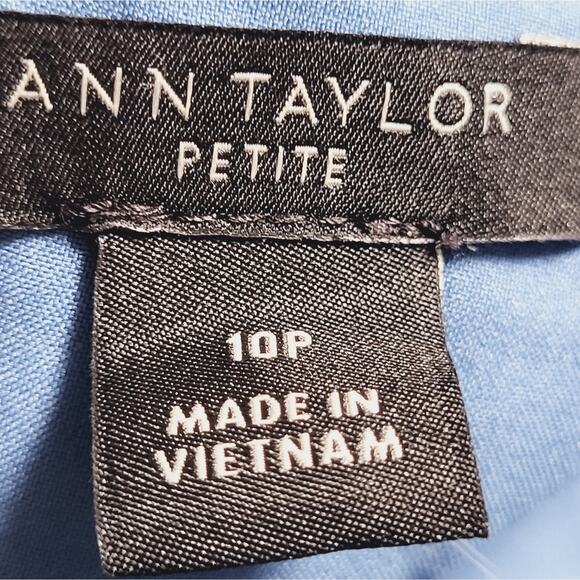 ANN TAYLOR
PETITE
10P
MADE IN
VIETNAM